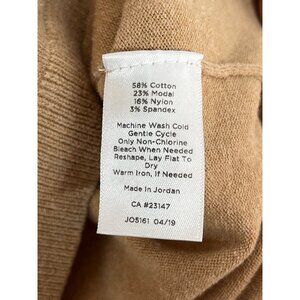 58% Cotton
23% Modal
16% Nylon
3% Spandex
Machine Wash Cold
Gentle Cycle
Only Non-Chlorine
Bleach When Needed
Reshape, Lay Flat To
Dry
Warm Iron, If Needed
Made In Jordan
CA #23147
JO5161 04/19